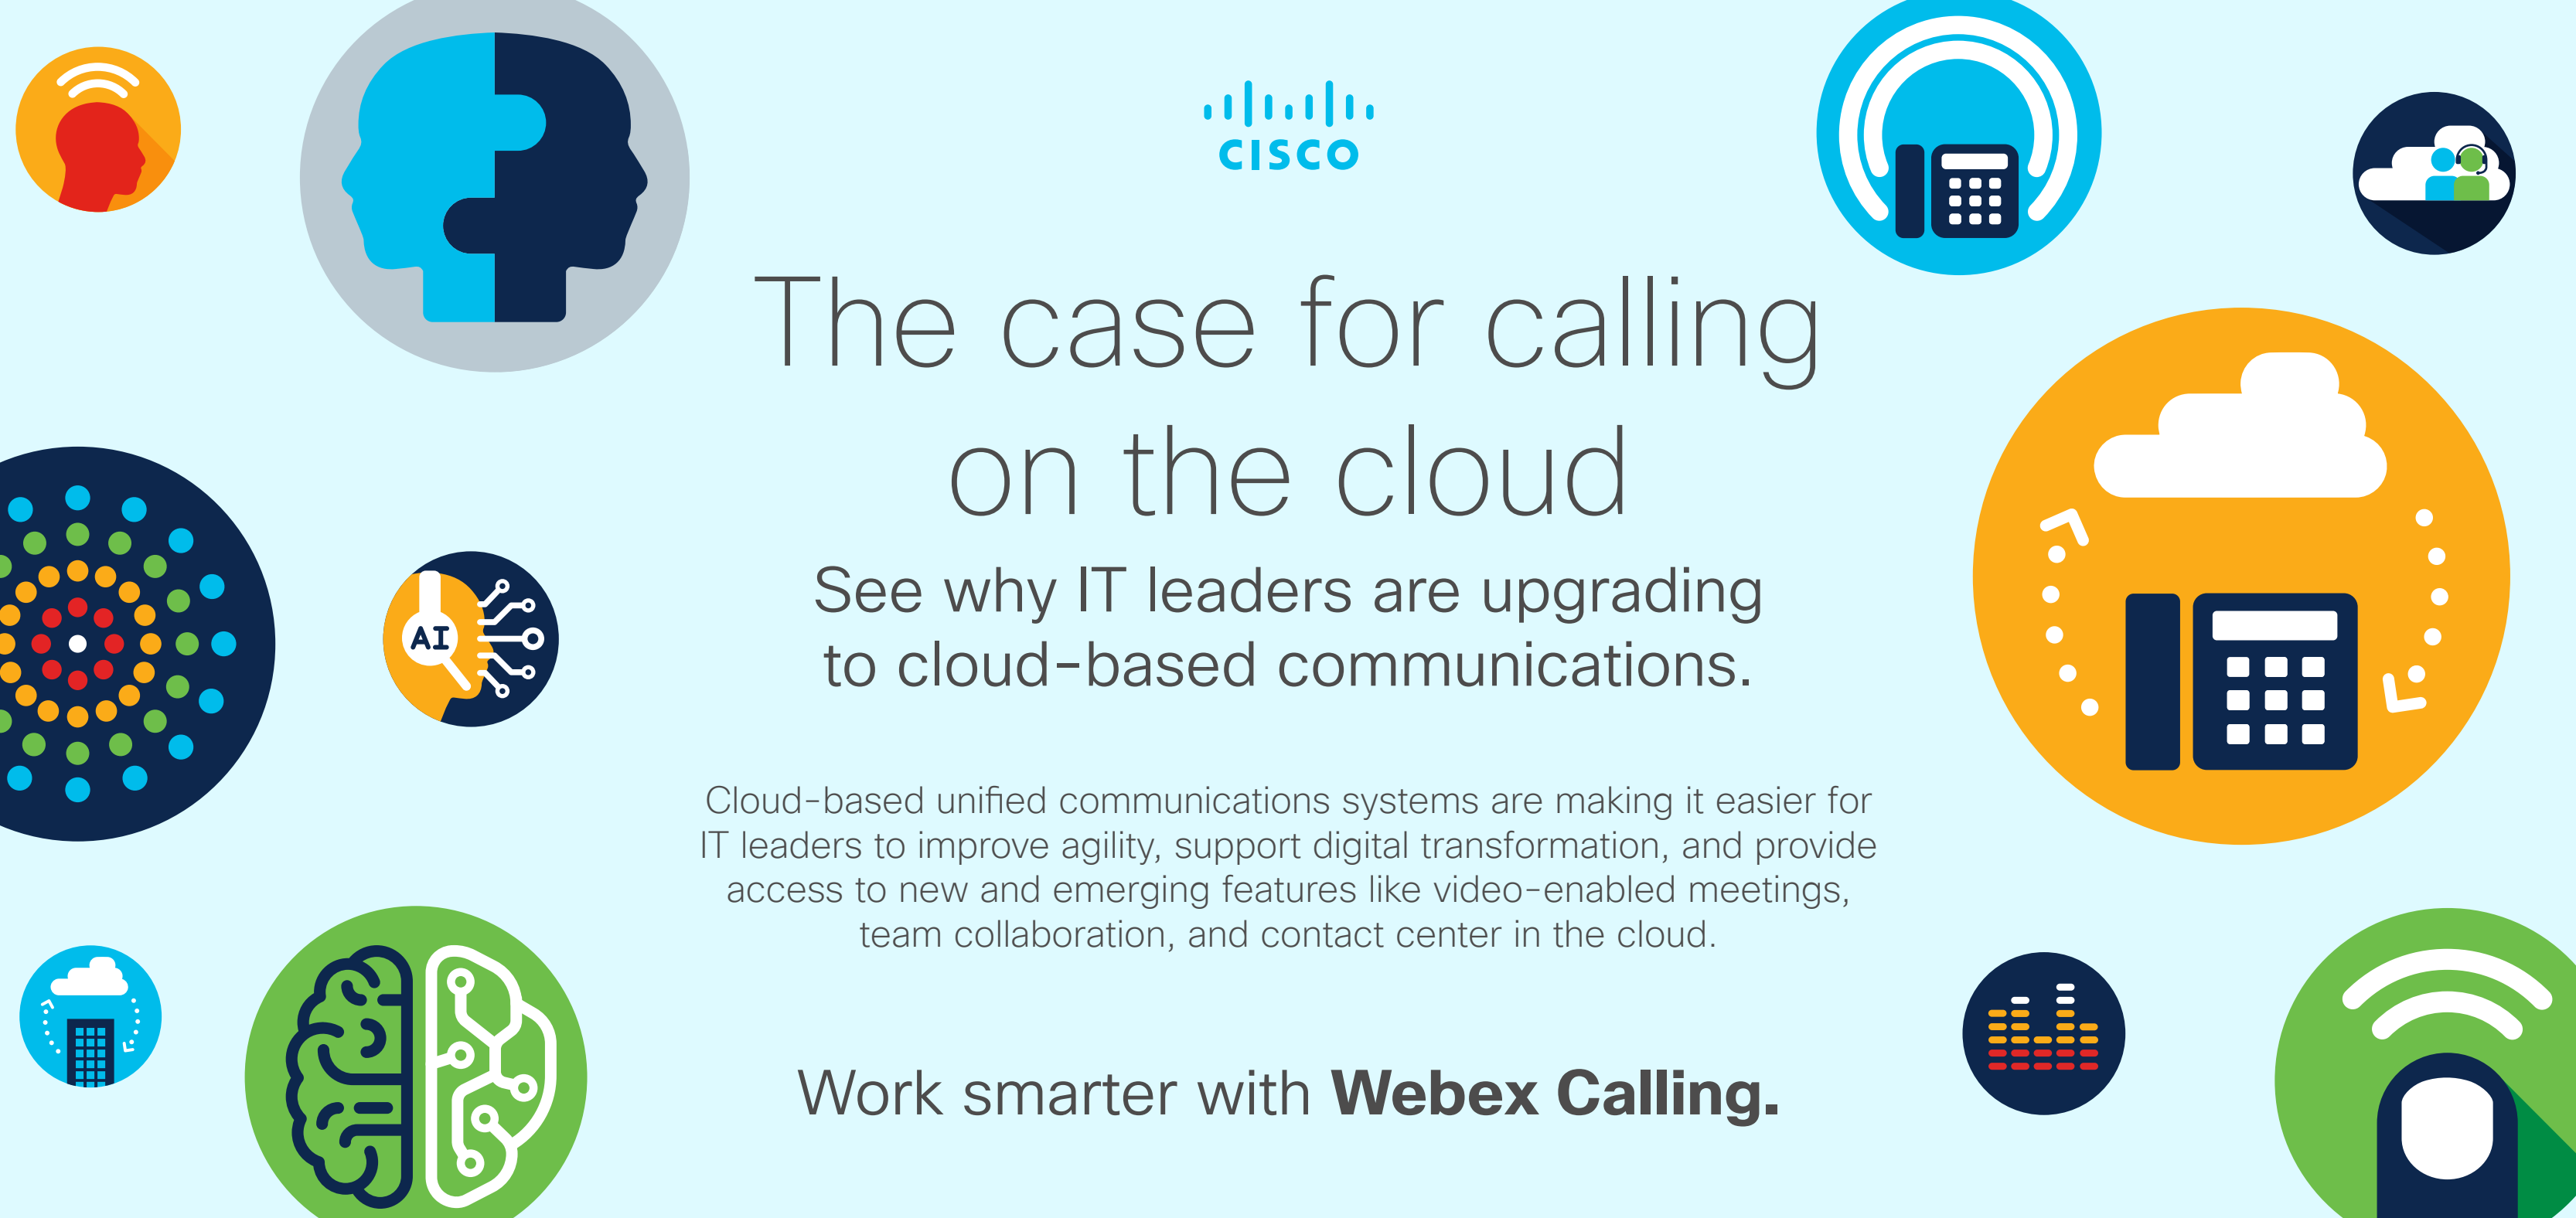 CISCO
The case for calling
on the cloud
See why IT leaders are upgrading
to cloud-based communications.
AI
Cloud-based unified communications systems are making it easier for
IT leaders to improve agility, support digital transformation, and provide
access to new and emerging features like video-enabled meetings,
team collaboration, and contact center in the cloud.
Work smarter with Webex Calling.